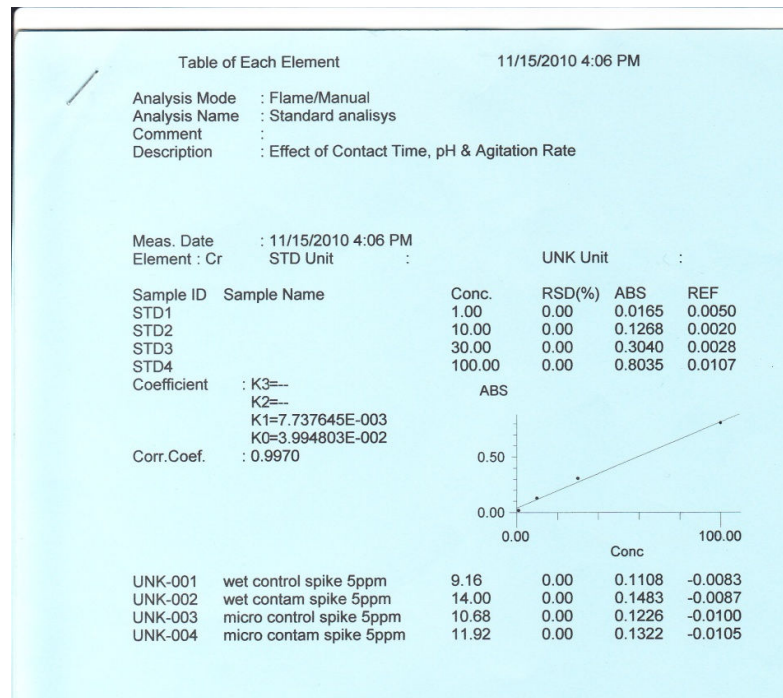 Table of Each Element 11/15/2010 4:06 PM
Analysis Mode : Flame/Manual
Analysis Name : Standard analisys
Comment :
Description : Effect of Contact Time, pH & Agitation Rate
Meas. Date : 11/15/2010 4:06 PM
Element : Cr STD Unit : UNK Unit :
Sample ID Sample Name Conc. RSD(%) ABS REF
STD1 1.00 0.00 0.0165 0.0050
STD2 10.00 0.00 0.1268 0.0020
STD3 30.00 0.00 0.3040 0.0028
STD4 100.00 0.00 0.8035 0.0107
Coefficient : K3=--
K2=--
K1=7.737645E-003
K0=3.994803E-002
Corr.Coef. : 0.9970
ABS
0.50
0.00
0.00 100.00
Conc
UNK-001 wet control spike 5ppm 9.16 0.00 0.1108 -0.0083
UNK-002 wet contam spike 5ppm 14.00 0.00 0.1483 -0.0087
UNK-003 micro control spike 5ppm 10.68 0.00 0.1226 -0.0100
UNK-004 micro contam spike 5ppm 11.92 0.00 0.1322 -0.0105